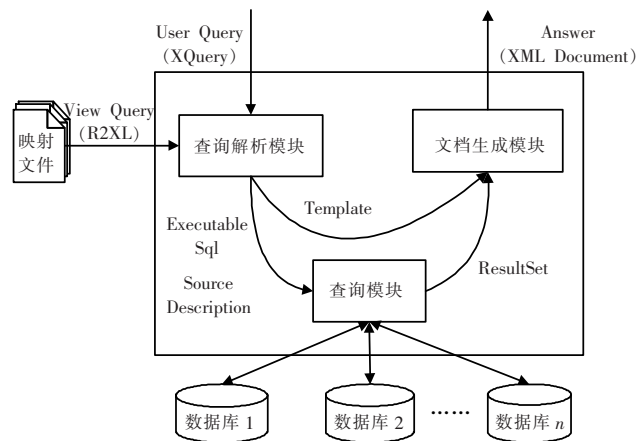 User Query
（XQuery）
Answer
（XML Document）
View Query
（R2XL）
映射
文件
查询解析模块
文档生成模块
Template
Executable
Sql
Source
Description
ResultSet
查询模块
数据库 1
数据库 2
……
数据库 n